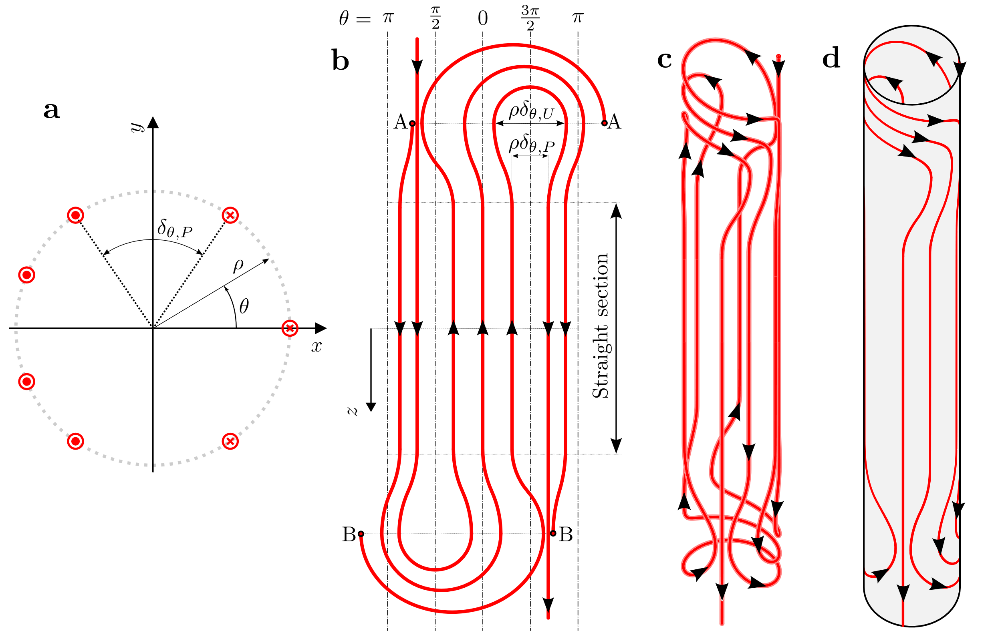 a
y
δθ,P
ρ
θ
x
b
θ = π π/2 0 3π/2 π
A A
ρδθ,U
ρδθ,P
Straight section
z
B B
c
d